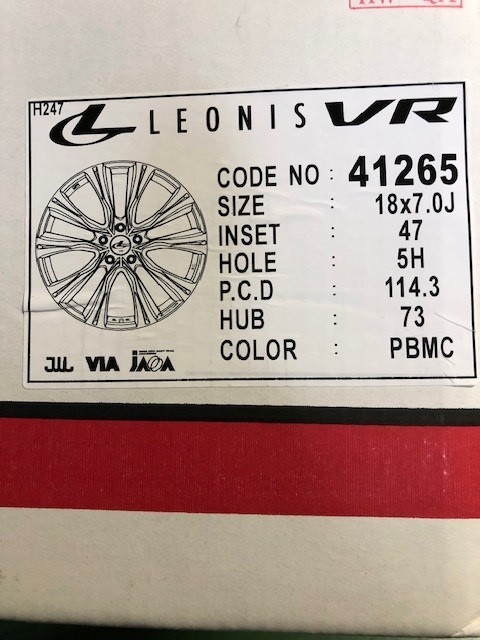 H247
LEONIS VR
CODE NO : 41265
SIZE : 18x7.0J
INSET : 47
HOLE : 5H
P.C.D : 114.3
HUB : 73
COLOR : PBMC
JWL VIA JAWA